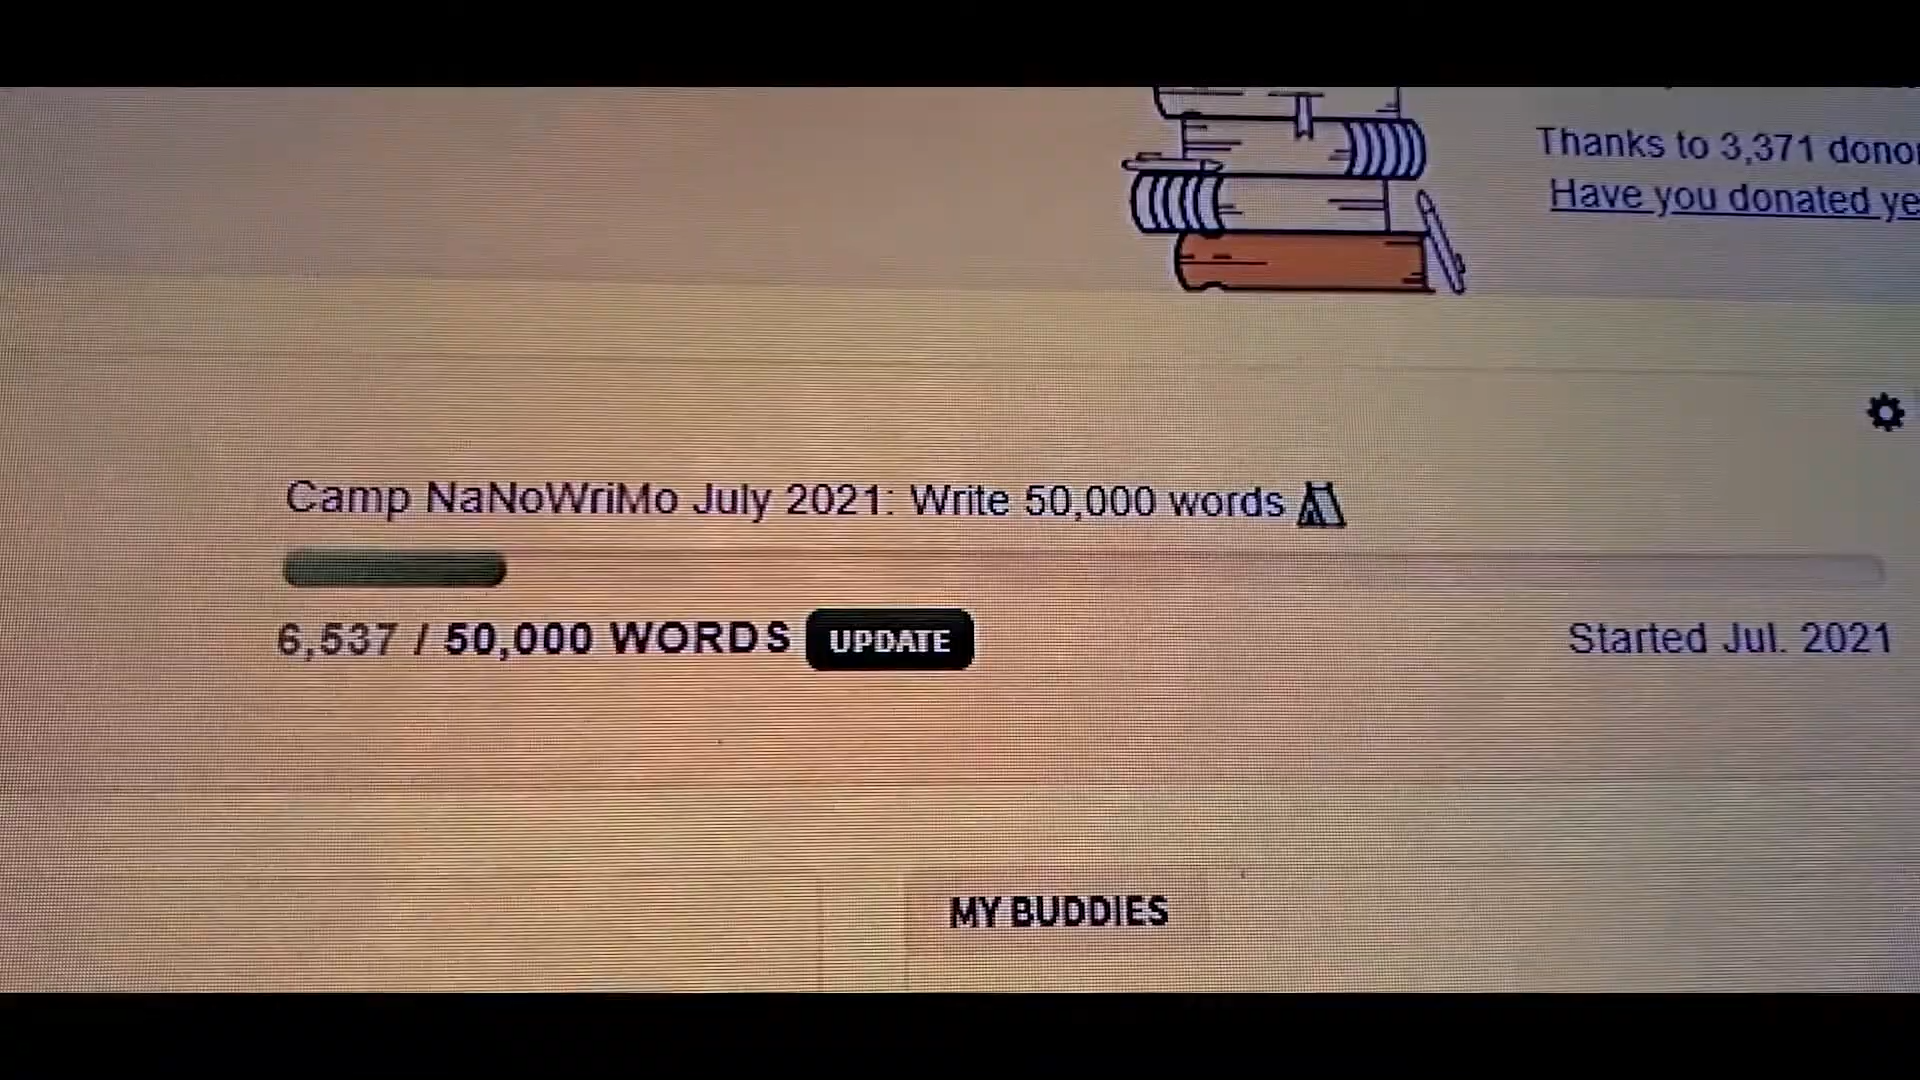 Thanks to 3,371
Have you donated
Camp NaNoWriMo July 2021: Write 50,000 words
6,537 / 50,000 WORDS UPDATE
Started Jul. 2021
MY BUDDIES